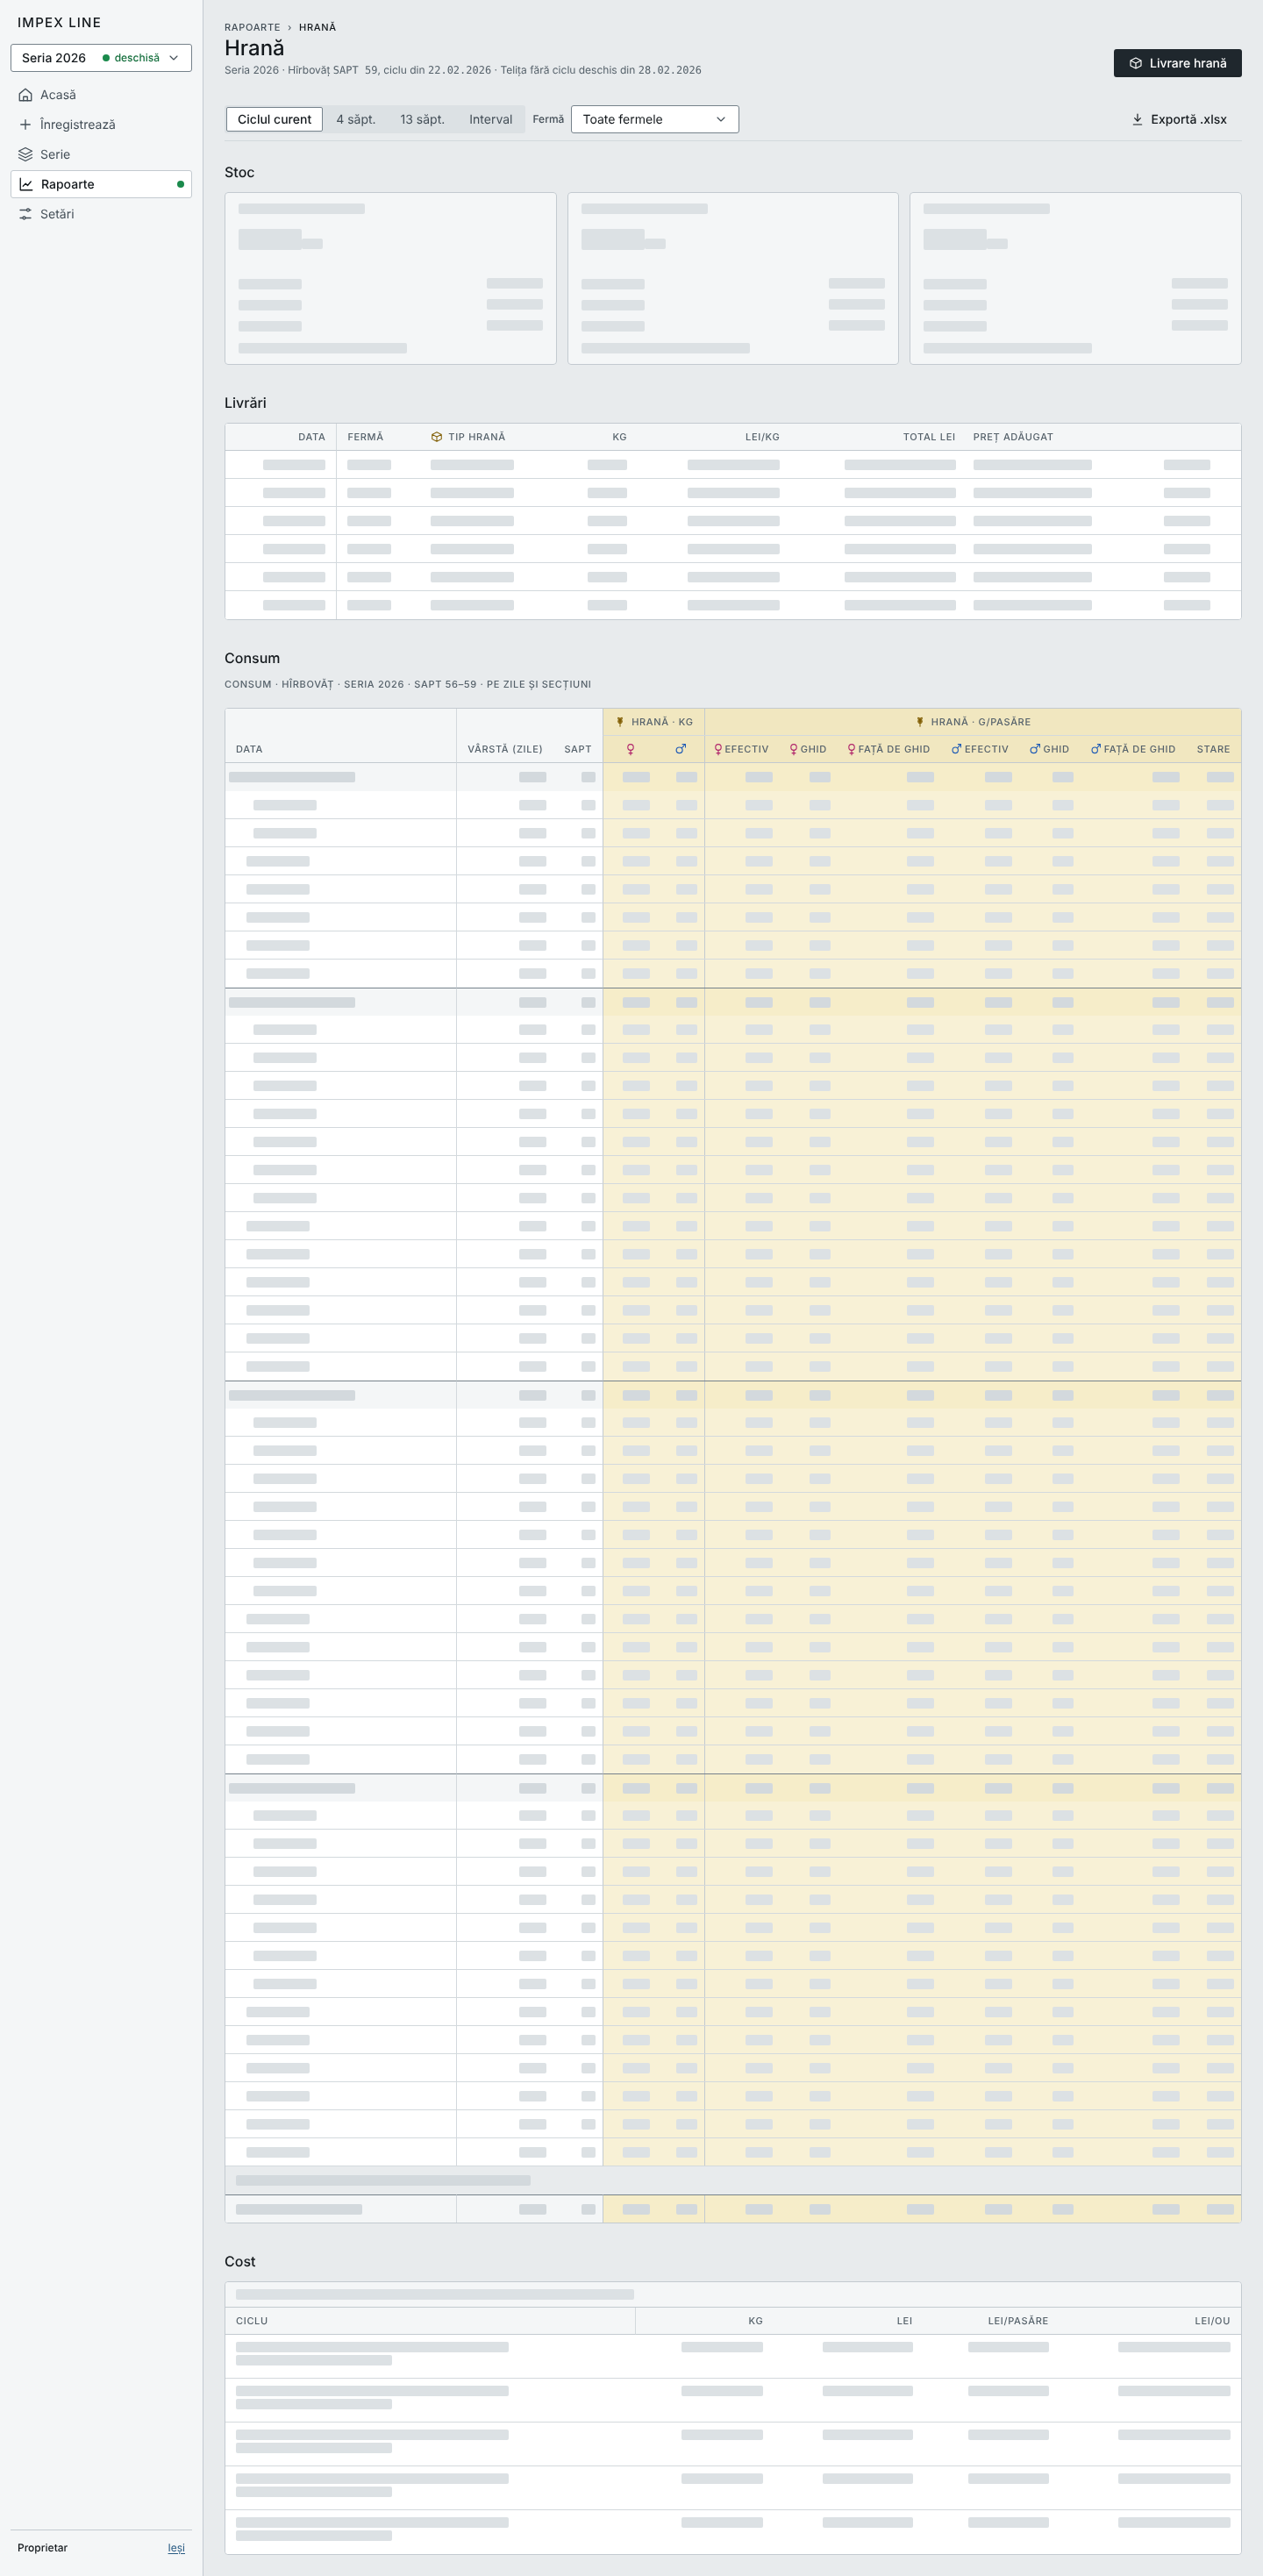 IMPEX LINE
Seria 2026 deschisă
Acasă
Înregistrează
Serie
Rapoarte
Setări
RAPOARTE › HRANĂ
Hrană
Seria 2026 · Hîrbovăț SAPT 59, ciclu din 22.02.2026 · Telița fără ciclu deschis din 28.02.2026
Livrare hrană
Ciclul curent 4 săpt. 13 săpt. Interval Fermă Toate fermele Exportă .xlsx
Stoc
Livrări
DATA FERMĂ TIP HRANĂ KG LEI/KG TOTAL LEI PREȚ ADĂUGAT
Consum
CONSUM · HÎRBOVĂȚ · SERIA 2026 · SAPT 56–59 · PE ZILE ȘI SECȚIUNI
HRANĂ · KG HRANĂ · G/PASĂRE
DATA VÂRSTĂ (ZILE) SAPT ♀ ♂ ♀ EFECTIV ♀ GHID ♀ FAȚĂ DE GHID ♂ EFECTIV ♂ GHID ♂ FAȚĂ DE GHID STARE
Cost
CICLU KG LEI LEI/PASĂRE LEI/OU
Proprietar Ieși